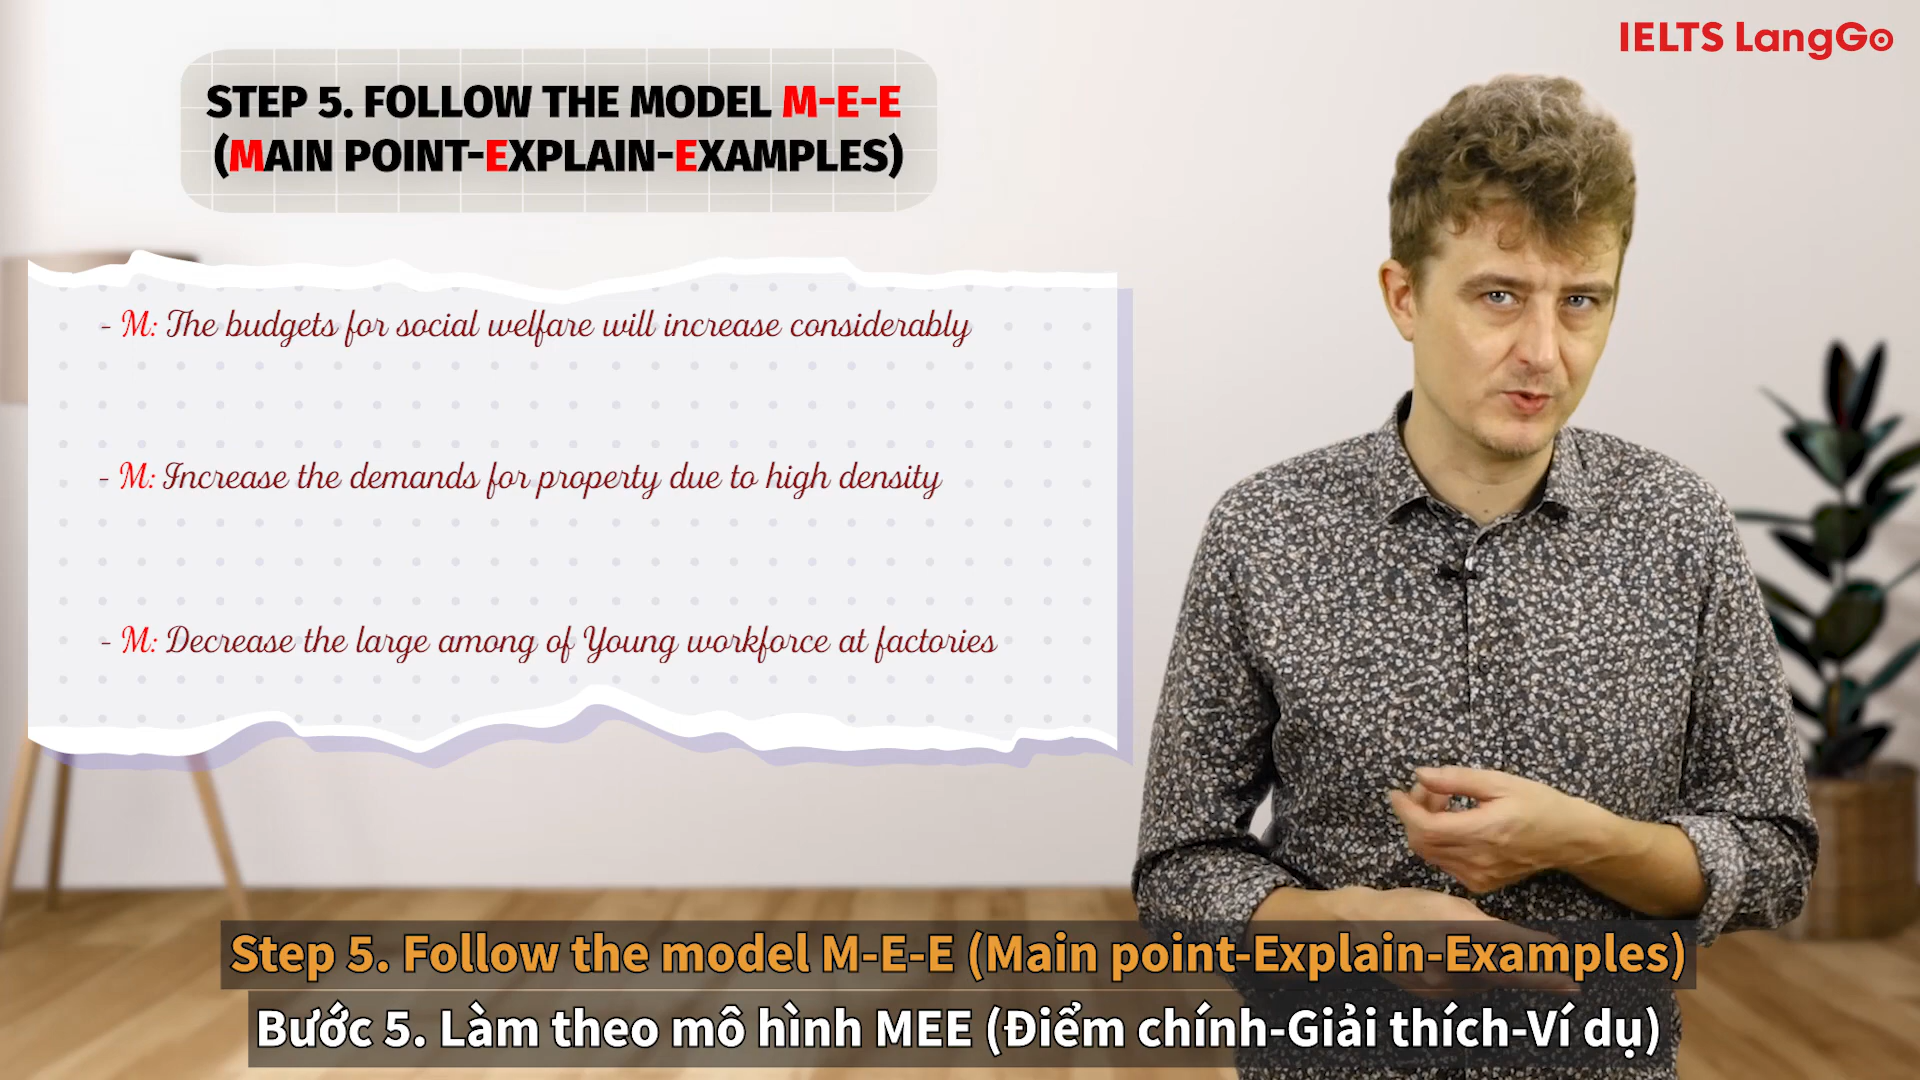 IELTS LangGo
STEP 5. FOLLOW THE MODEL M-E-E
(MAIN POINT-EXPLAIN-EXAMPLES)
- M: The budgets for social welfare will increase considerably
- M: Increase the demands for property due to high density
- M: Decrease the large among of Young workforce at factories
Step 5. Follow the model M-E-E (Main point-Explain-Examples)
Bước 5. Làm theo mô hình MEE (Điểm chính-Giải thích-Ví dụ)